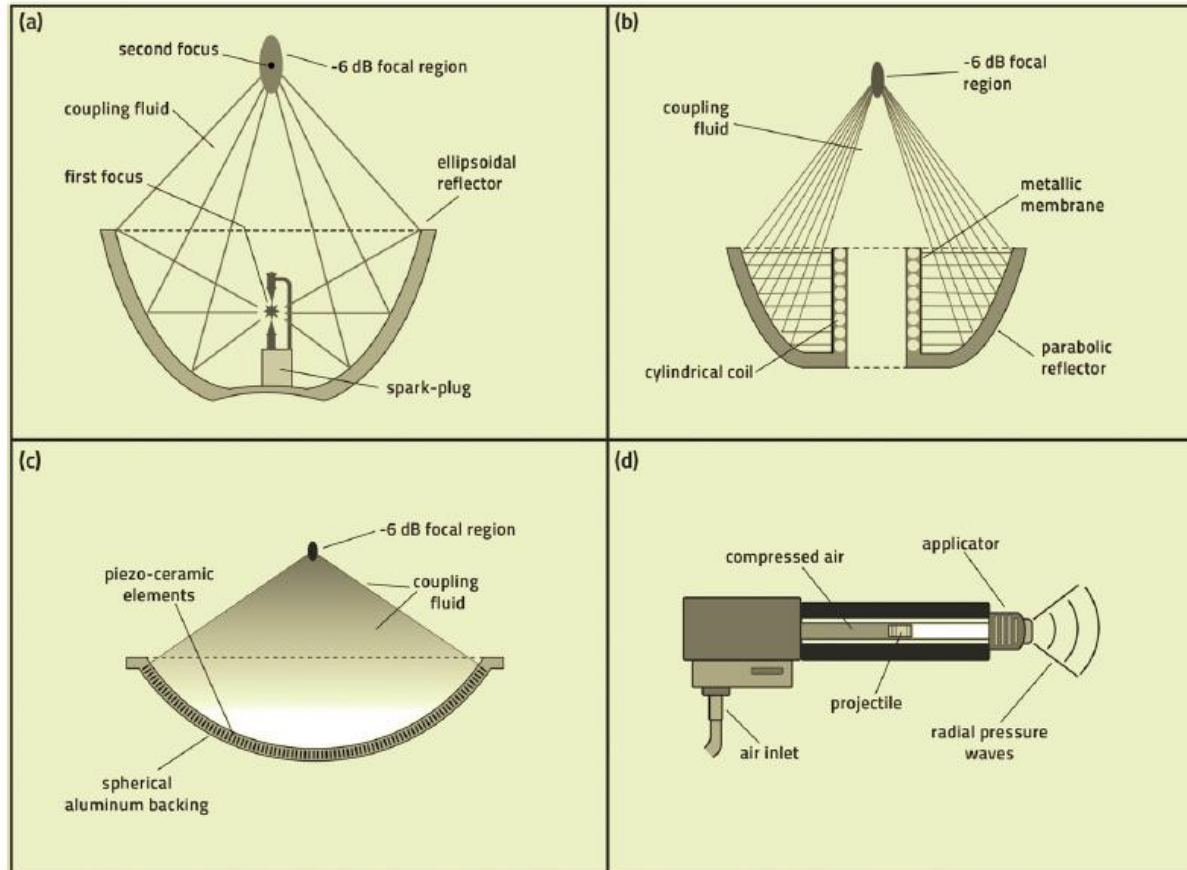 (a)
second focus
-6 dB focal region
coupling fluid
first focus
ellipsoidal
reflector
spark-plug
(b)
-6 dB focal
region
coupling
fluid
metallic
membrane
cylindrical coil
parabolic
reflector
(c)
-6 dB focal region
piezo-ceramic
elements
coupling
fluid
spherical
aluminum backing
(d)
applicator
compressed air
projectile
air inlet
radial pressure
waves